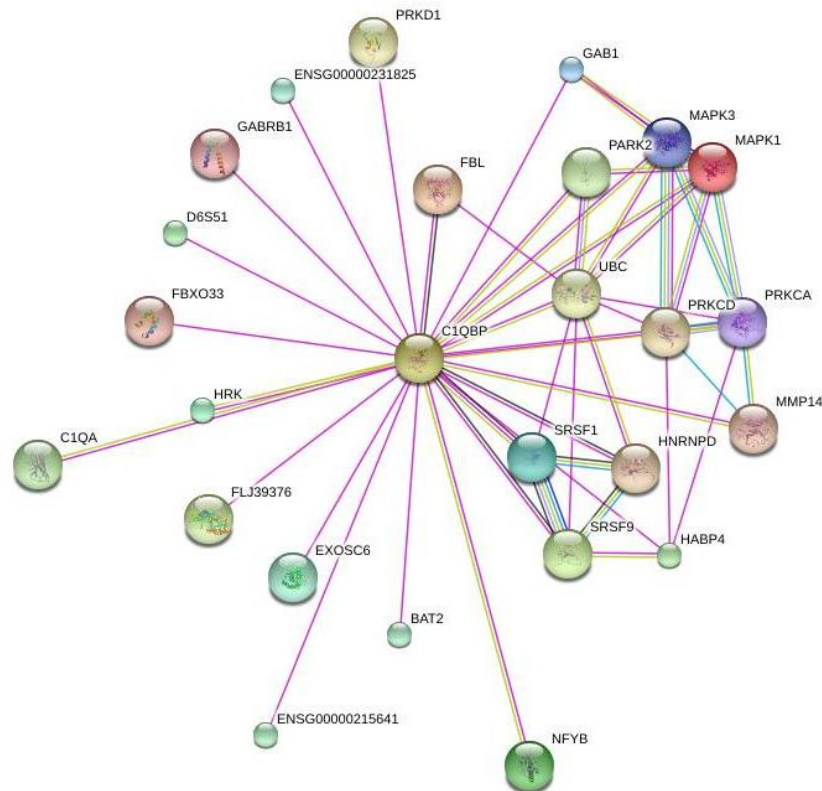 PRKD1
GAB1
ENSG00000231825
MAPK3
GABRB1
PARK2
MAPK1
FBL
D6S51
UBC
PRKCD
PRKCA
FBXO33
C1QBP
HRK
MMP14
SRSF1
C1QA
HNRNPD
FLJ39376
SRSF9
HABP4
EXOSC6
BAT2
ENSG00000215641
NFYB